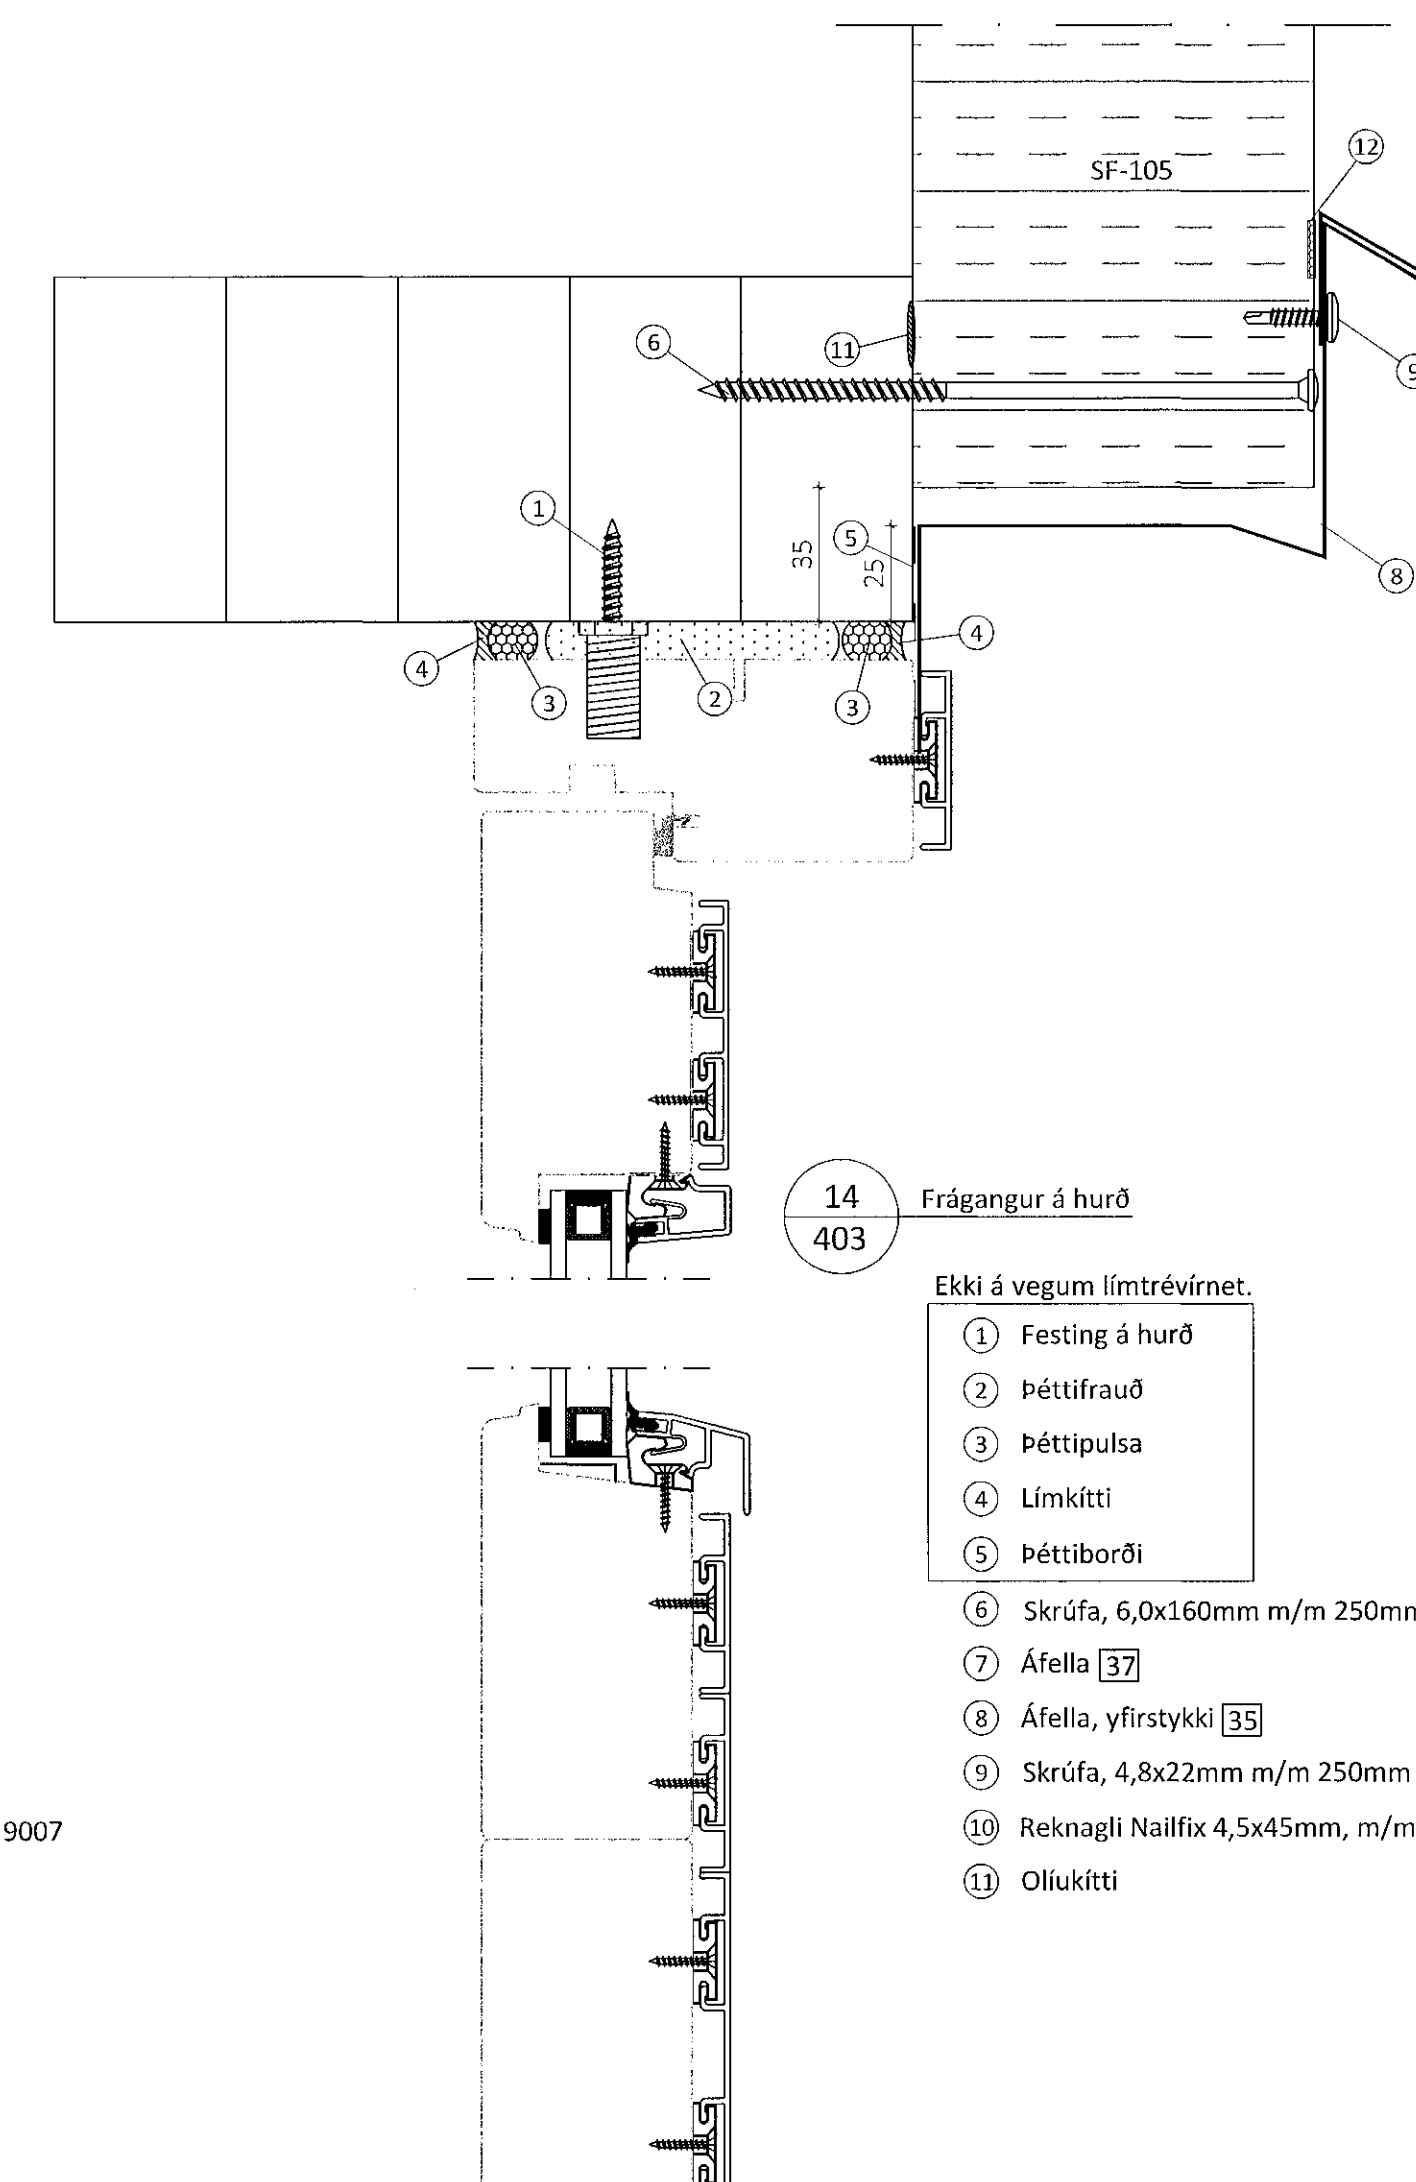 SF-105
12
6
11
9
1
35
5
25
8
4
4
3
2
3
14
403
Frágangur á hurð
Ekki á vegum límtrévírnet.
1 Festing á hurð
2 Þéttifrauð
3 Þéttipulsa
4 Límkítti
5 Þéttiborði
6 Skrúfa, 6,0x160mm m/m 250mm
7 Áfella 37
8 Áfella, yfirstykki 35
9 Skrúfa, 4,8x22mm m/m 250mm
10 Reknagli Nailfix 4,5x45mm, m/m
11 Olíukítti
9007